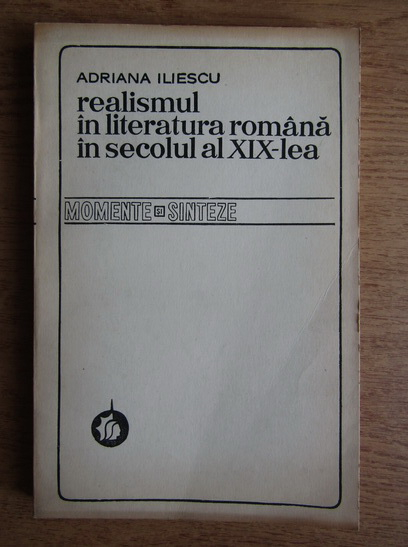 ADRIANA ILIESCU
realismul
în literatura română
în secolul al XIX-lea
MOMENTE ȘI SINTEZE